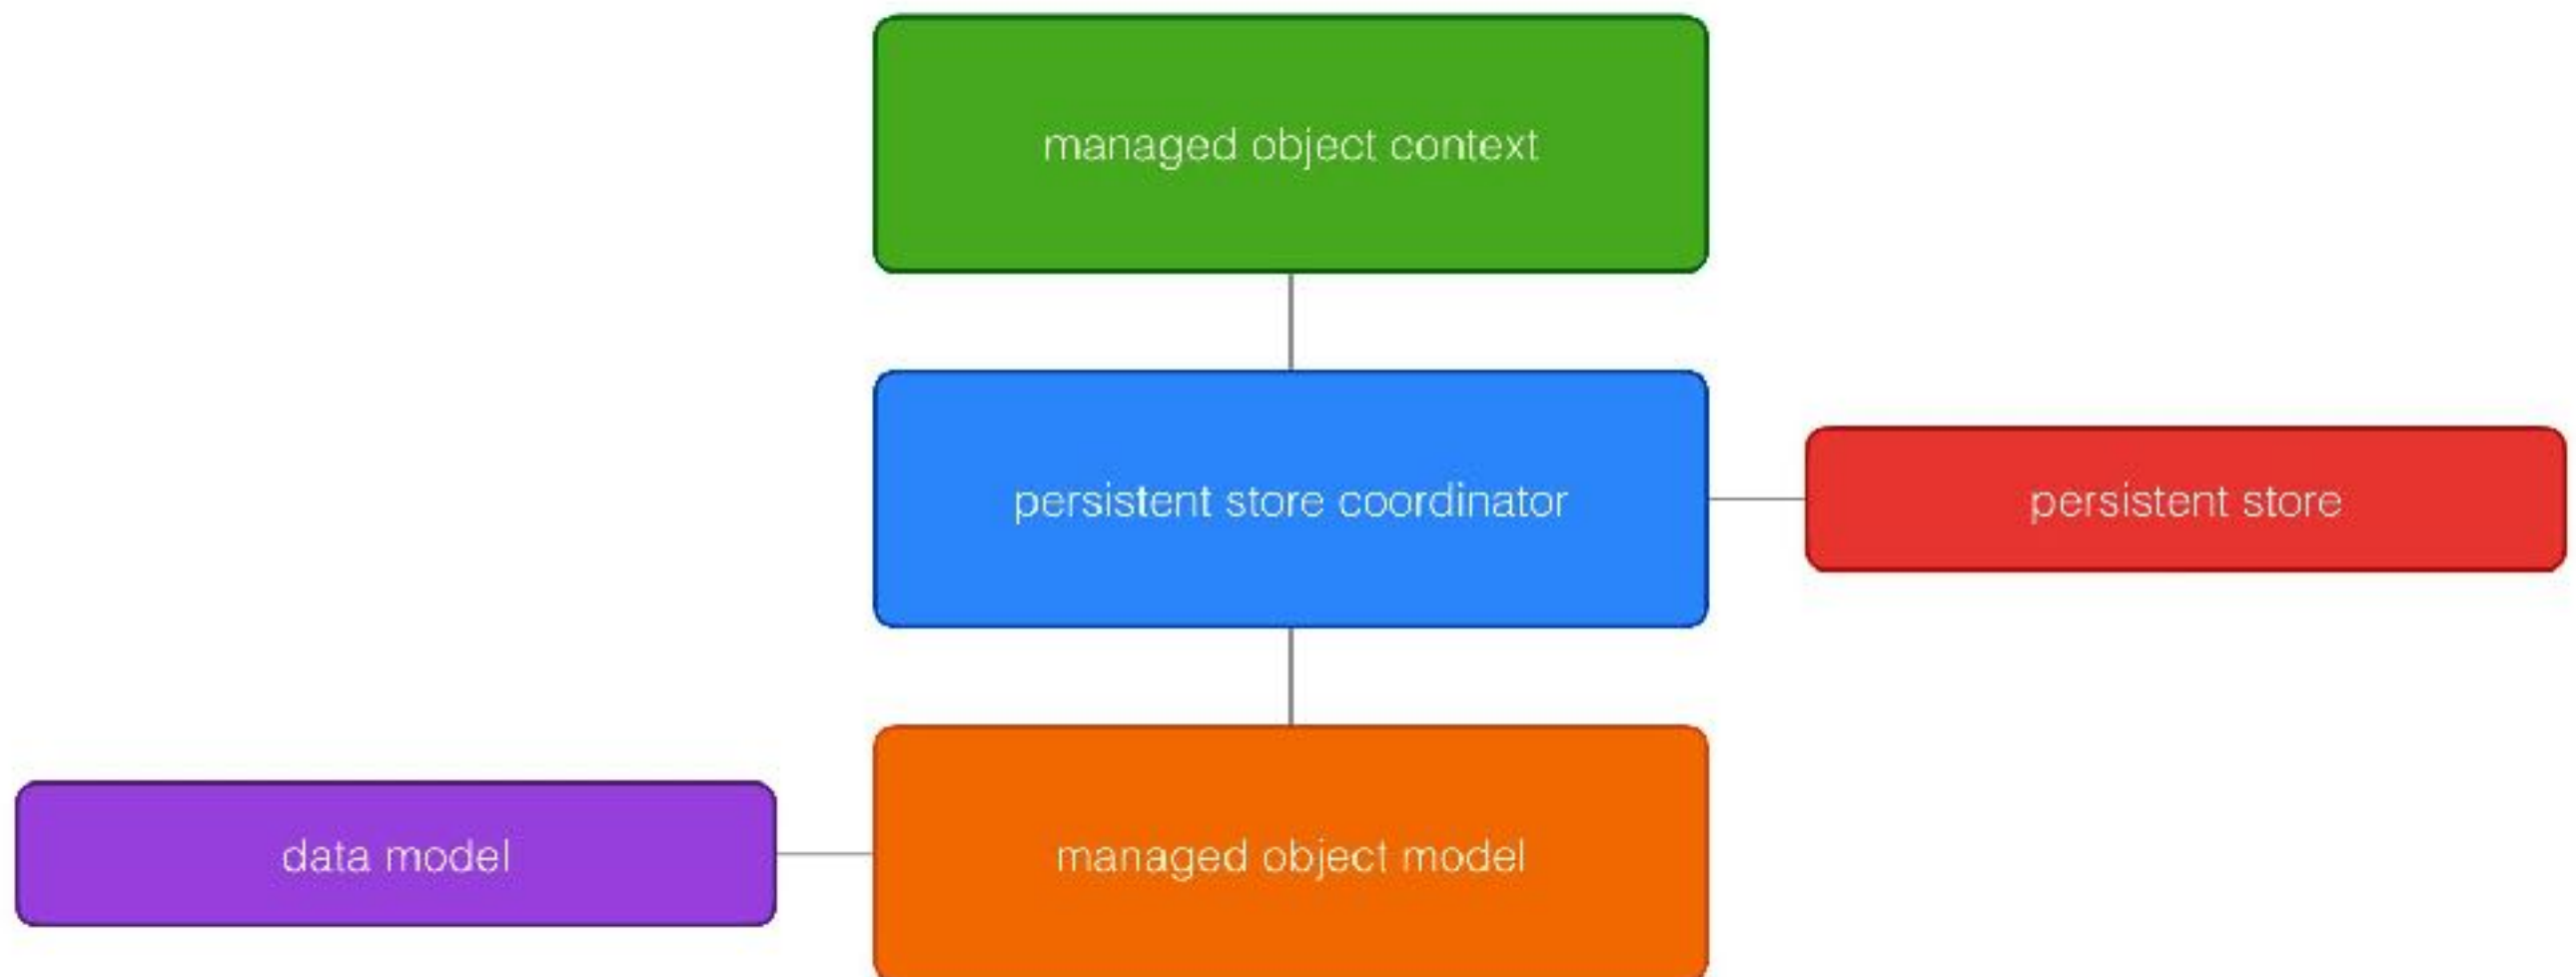 managed object context
persistent store coordinator
persistent store
data model
managed object model